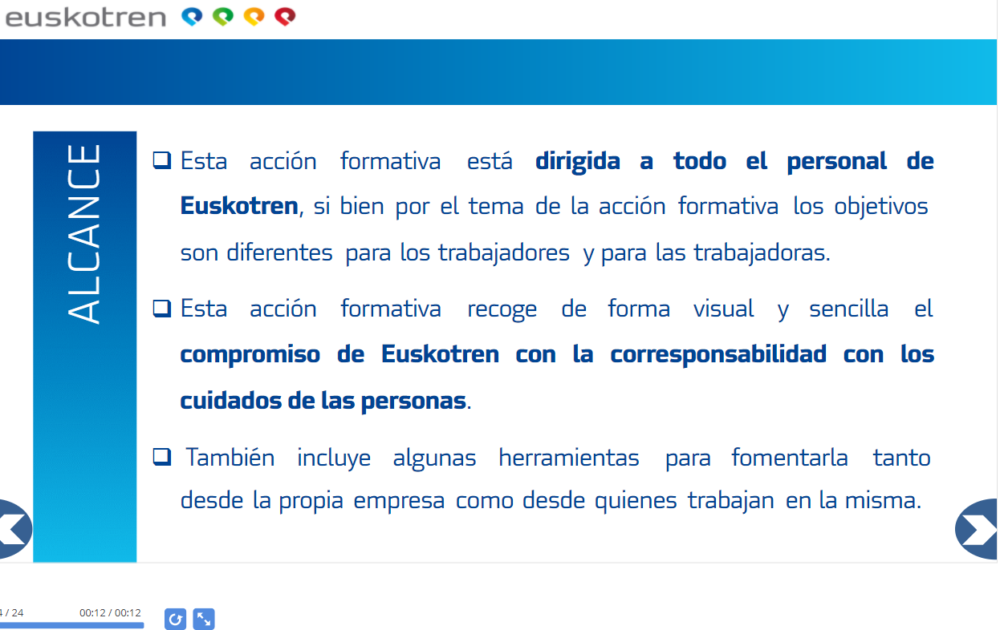 euskotren
ALCANCE
Esta acción formativa está dirigida a todo el personal de
Euskotren, si bien por el tema de la acción formativa los objetivos
son diferentes para los trabajadores y para las trabajadoras.
Esta acción formativa recoge de forma visual y sencilla el
compromiso de Euskotren con la corresponsabilidad con los
cuidados de las personas.
También incluye algunas herramientas para fomentarla tanto
desde la propia empresa como desde quienes trabajan en la misma.
/ 24 00:12 / 00:12